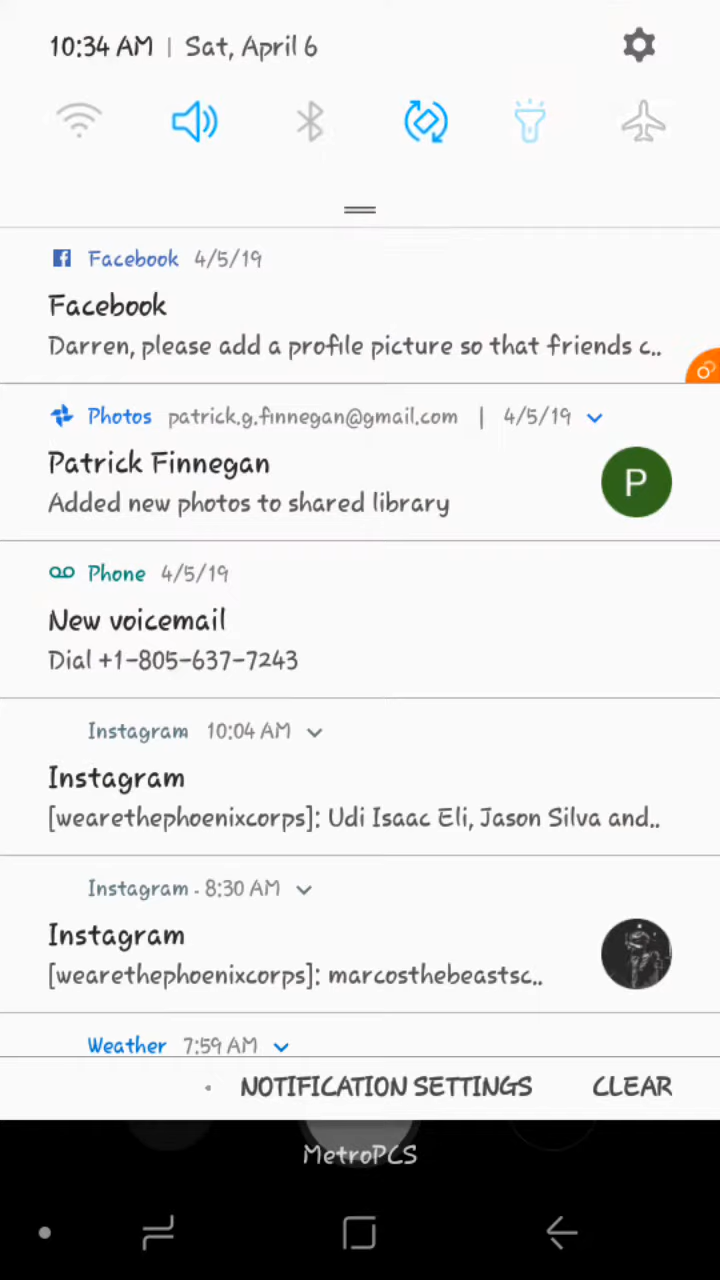 10:34 AM | Sat, April 6
Facebook 4/5/19
Facebook
Darren, please add a profile picture so that friends c..
Photos patrick.g.finnegan@gmail.com | 4/5/19
Patrick Finnegan
P
Added new photos to shared library
Phone 4/5/19
New voicemail
Dial +1-805-637-7243
Instagram 10:04 AM
Instagram
[wearethephoenixcorps]: Udi Isaac Eli, Jason Silva and..
Instagram - 8:30 AM
Instagram
[wearethephoenixcorps]: marcosthebeastsc..
Weather 7:59 AM
NOTIFICATION SETTINGS CLEAR
MetroPCS